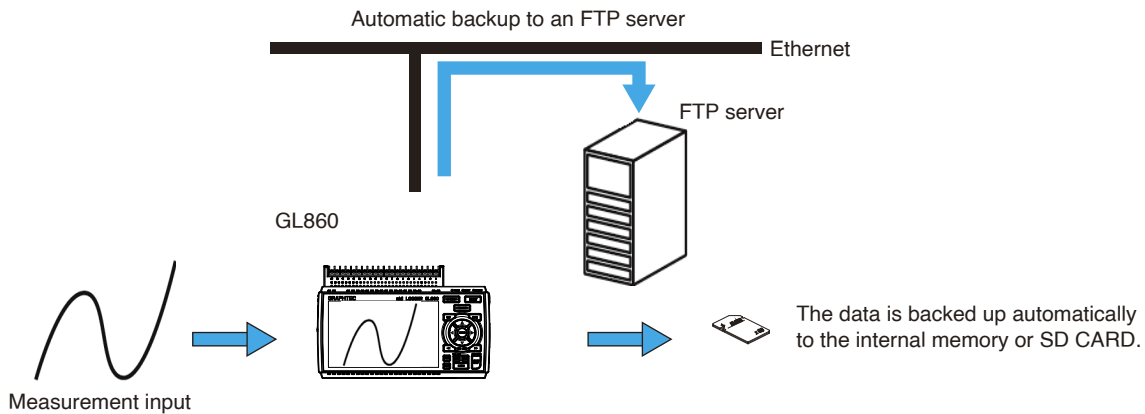 Automatic backup to an FTP server
Ethernet
FTP server
GL860
GRAPHTEC
The data is backed up automatically
to the internal memory or SD CARD.
Measurement input